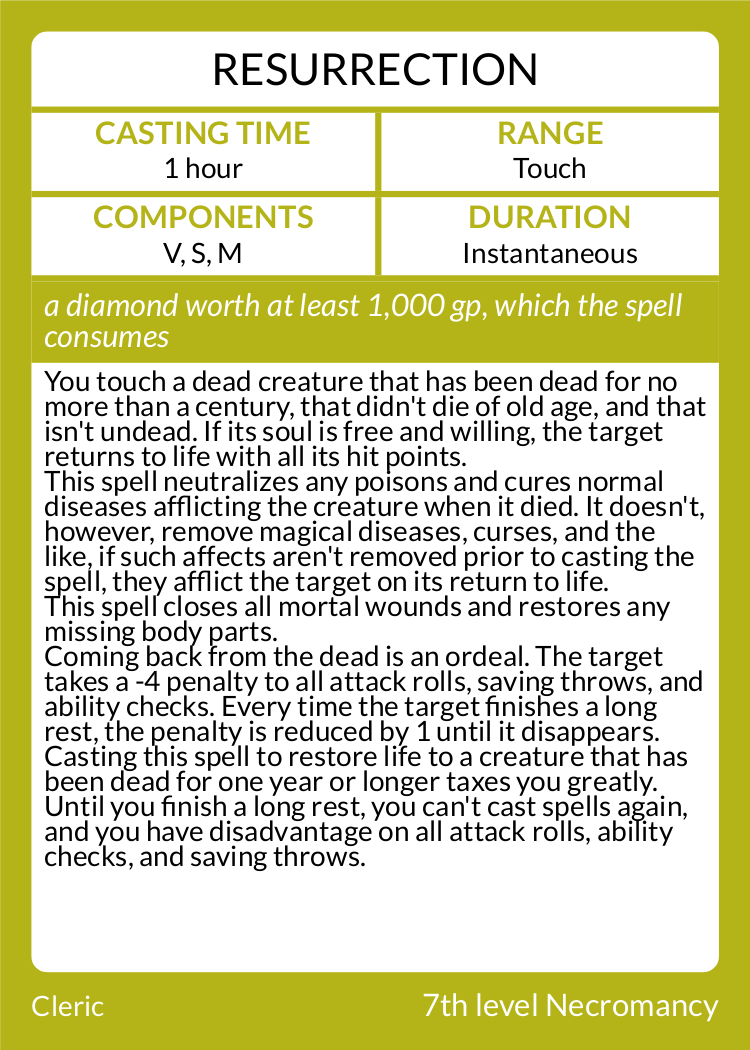 RESURRECTION
CASTING TIME
1 hour
RANGE
Touch
COMPONENTS
V, S, M
DURATION
Instantaneous
a diamond worth at least 1,000 gp, which the spell
consumes
You touch a dead creature that has been dead for no
more than a century, that didn't die of old age, and that
isn't undead. If its soul is free and willing, the target
returns to life with all its hit points.
This spell neutralizes any poisons and cures normal
diseases afflicting the creature when it died. It doesn't,
however, remove magical diseases, curses, and the
like, if such affects aren't removed prior to casting the
spell, they afflict the target on its return to life.
This spell closes all mortal wounds and restores any
missing body parts.
Coming back from the dead is an ordeal. The target
takes a -4 penalty to all attack rolls, saving throws, and
ability checks. Every time the target finishes a long
rest, the penalty is reduced by 1 until it disappears.
Casting this spell to restore life to a creature that has
been dead for one year or longer taxes you greatly.
Until you finish a long rest, you can't cast spells again,
and you have disadvantage on all attack rolls, ability
checks, and saving throws.
Cleric
7th level Necromancy